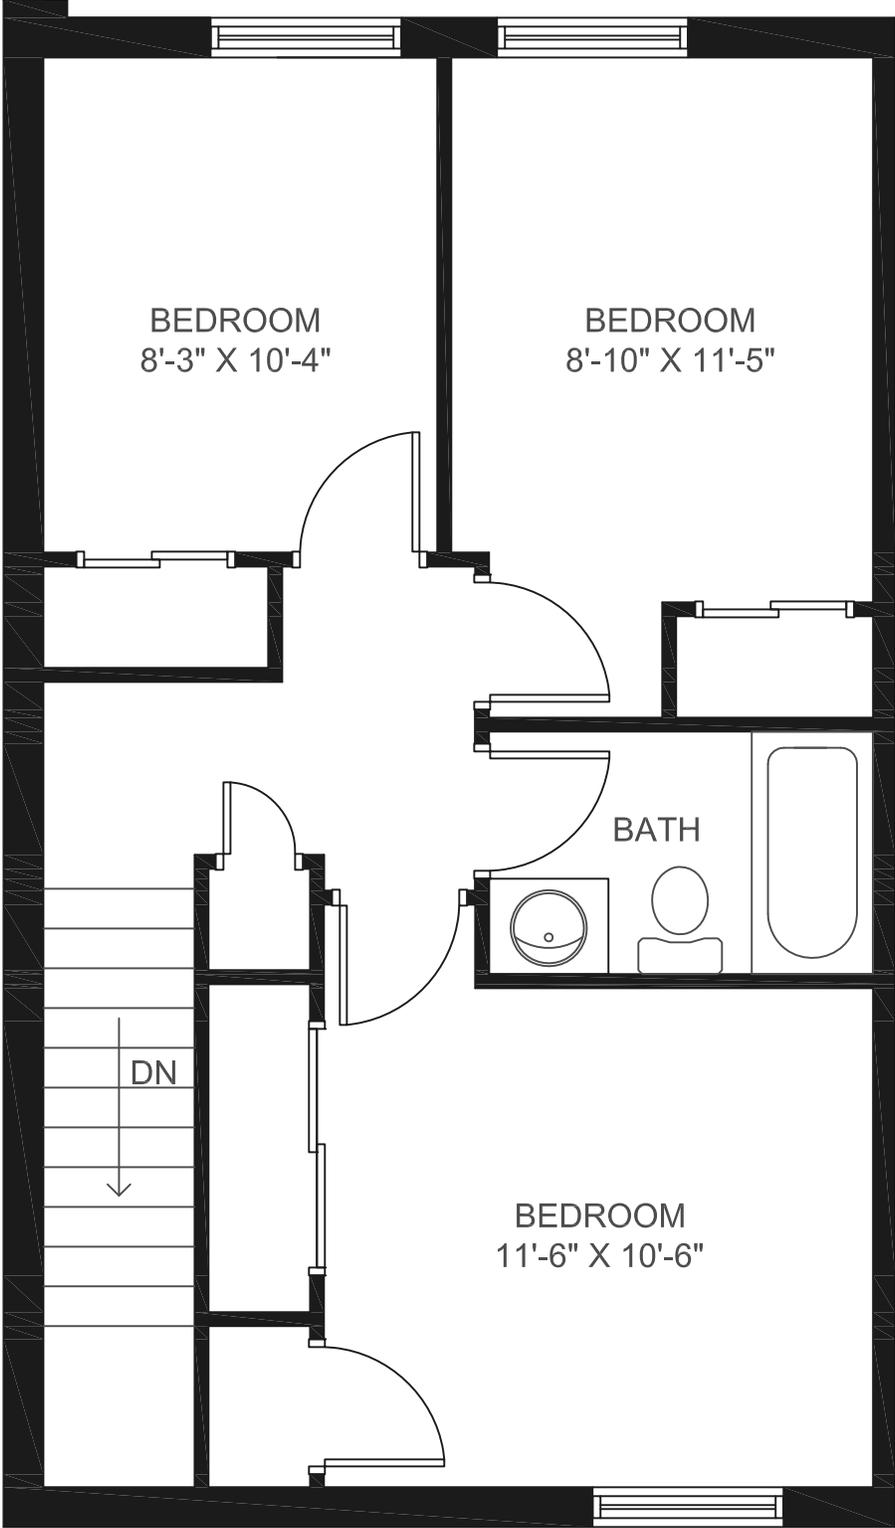 BEDROOM
8'-3" X 10'-4"
BEDROOM
8'-10" X 11'-5"
BATH
DN
BEDROOM
11'-6" X 10'-6"